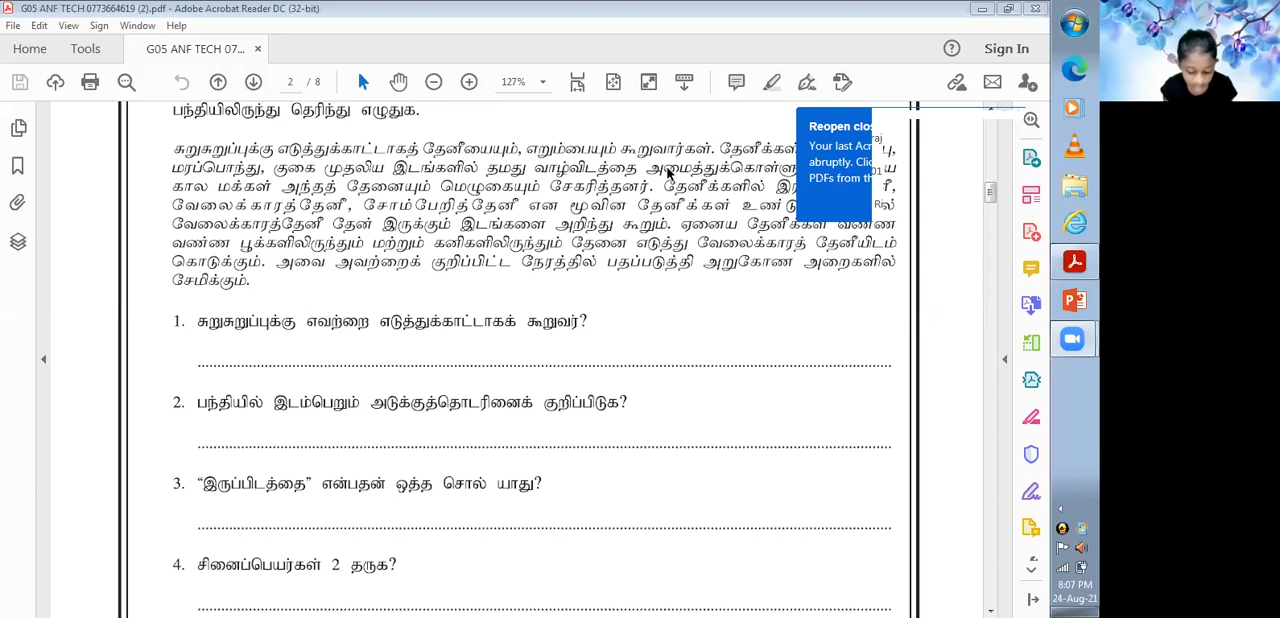 G05 ANF TECH 0773664619 (2).pdf - Adobe Acrobat Reader DC (32-bit)
File Edit View Sign Window Help
Home Tools G05 ANF TECH 07... × Sign In
2 / 8 127%
பந்தியிலிருந்து தெரிந்து எழுதுக.
Reopen clos
Your last Acr
abruptly. Clic
PDFs from th
சுறுசுறுப்புக்கு எடுத்துக்காட்டாகத் தேனீயையும், எறும்பையும் கூறுவார்கள். தேனீக்கள்
மரப்பொந்து, குகை முதலிய இடங்களில் தமது வாழ்விடத்தை அமைத்துக்கொள்ளு
கால மக்கள் அந்தத் தேனையும் மெழுகையும் சேகரித்தனர். தேனீக்களில்
வேலைக்காரத்தேனீ, சோம்பேறித்தேனீ என மூவின தேனீக்கள்
வேலைக்காரத்தேனீ தேன் இருக்கும் இடங்களை அறிந்து கூறும். ஏனைய தேனீக்கள் வண்ண
வண்ண பூக்களிலிருந்தும் மற்றும் கனிகளிலிருந்தும் தேனை எடுத்து வேலைக்காரத் தேனீயிடம்
கொடுக்கும். அவை அவற்றைக் குறிப்பிட்ட நேரத்தில் பதப்படுத்தி அறுகோண அறைகளில்
சேமிக்கும்.
1. சுறுசுறுப்புக்கு எவற்றை எடுத்துக்காட்டாகக் கூறுவர்?
2. பந்தியில் இடம்பெறும் அடுக்குத்தொடரினைக் குறிப்பிடுக?
3. “இருப்பிடத்தை” என்பதன் ஒத்த சொல் யாது?
4. சினைப்பெயர்கள் 2 தருக?
8:07 PM
24-Aug-21